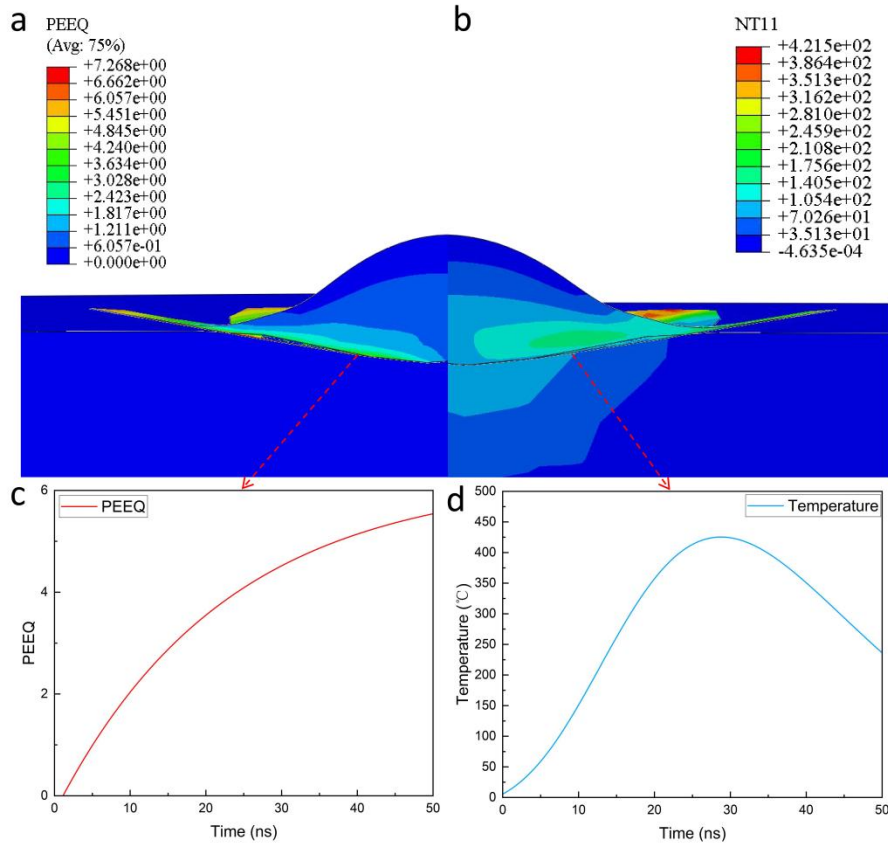 a
PEEQ
(Avg: 75%)
+7.268e+00
+6.662e+00
+6.057e+00
+5.451e+00
+4.845e+00
+4.240e+00
+3.634e+00
+3.028e+00
+2.423e+00
+1.817e+00
+1.211e+00
+6.057e-01
+0.000e+00
b
NT11
+4.215e+02
+3.864e+02
+3.513e+02
+3.162e+02
+2.810e+02
+2.459e+02
+2.108e+02
+1.756e+02
+1.405e+02
+1.054e+02
+7.026e+01
+3.513e+01
-4.635e-04
c
PEEQ
PEEQ
6
4
2
0
0 10 20 30 40 50
Time (ns)
d
Temperature
Temperature (℃)
500
450
400
350
300
250
200
150
100
50
0
0 10 20 30 40 50
Time (ns)